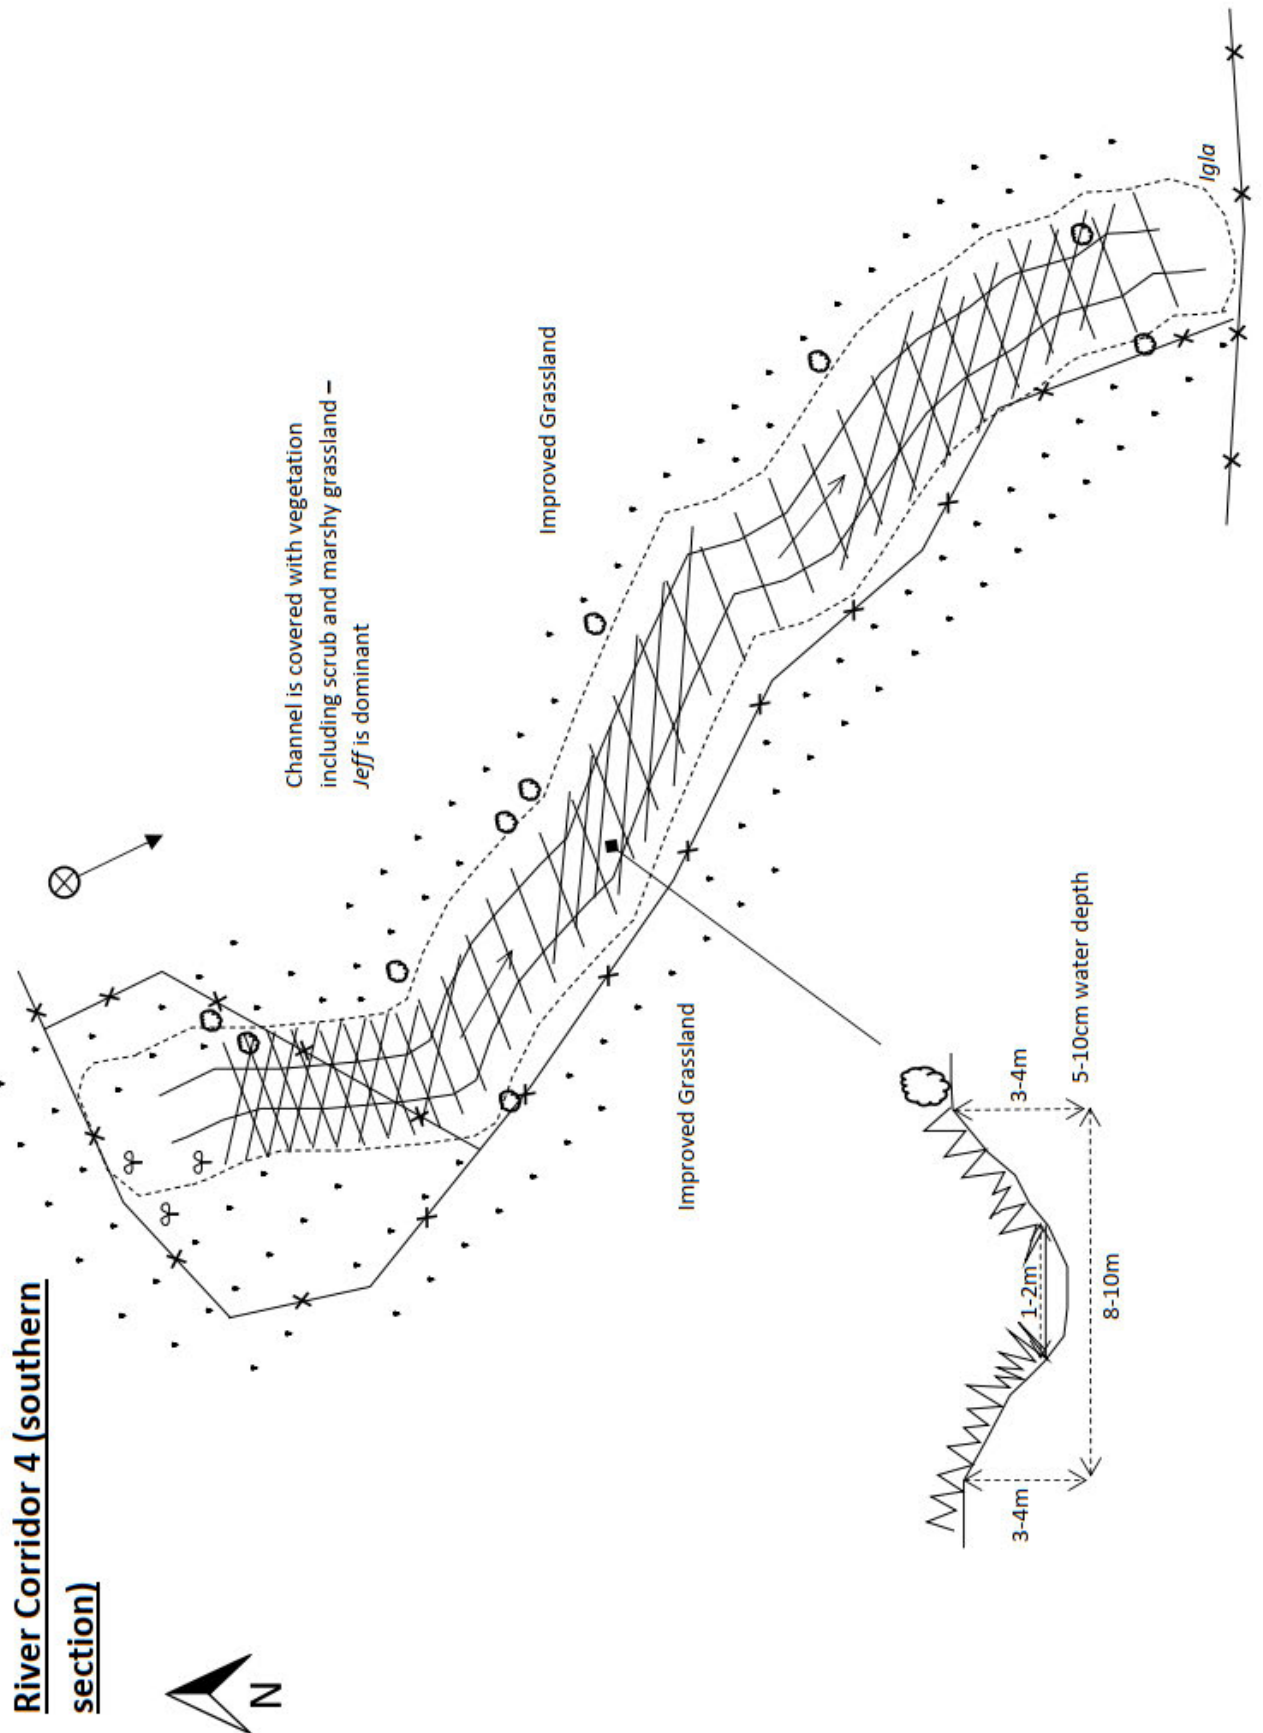 River Corridor 4 (southern
section)
N
Channel is covered with vegetation
including scrub and marshy grassland –
Jeff is dominant
Improved Grassland
Improved Grassland
Igla
3-4m
1-2m
3-4m
8-10m
5-10cm water depth